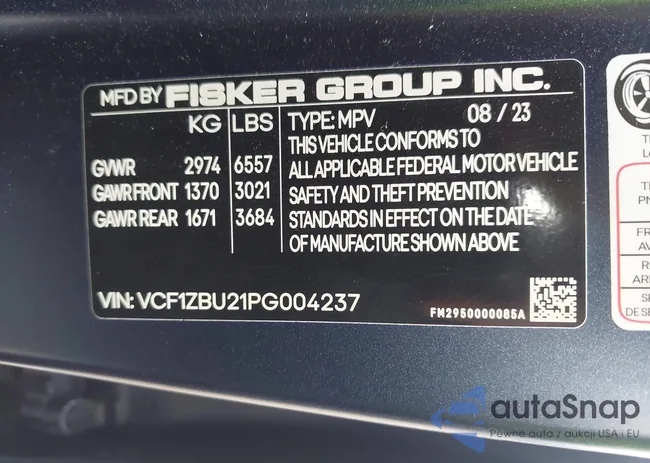 MFD BY FISKER GROUP INC.
KG LBS
GVWR 2974 6557
GAWR FRONT 1370 3021
GAWR REAR 1671 3684
TYPE: MPV 08 / 23
THIS VEHICLE CONFORMS TO
ALL APPLICABLE FEDERAL MOTOR VEHICLE
SAFETY AND THEFT PREVENTION
STANDARDS IN EFFECT ON THE DATE
OF MANUFACTURE SHOWN ABOVE
VIN: VCF1ZBU21PG004237
FM2950000085A
autaSnap
Pewne auta z aukcji USA i EU